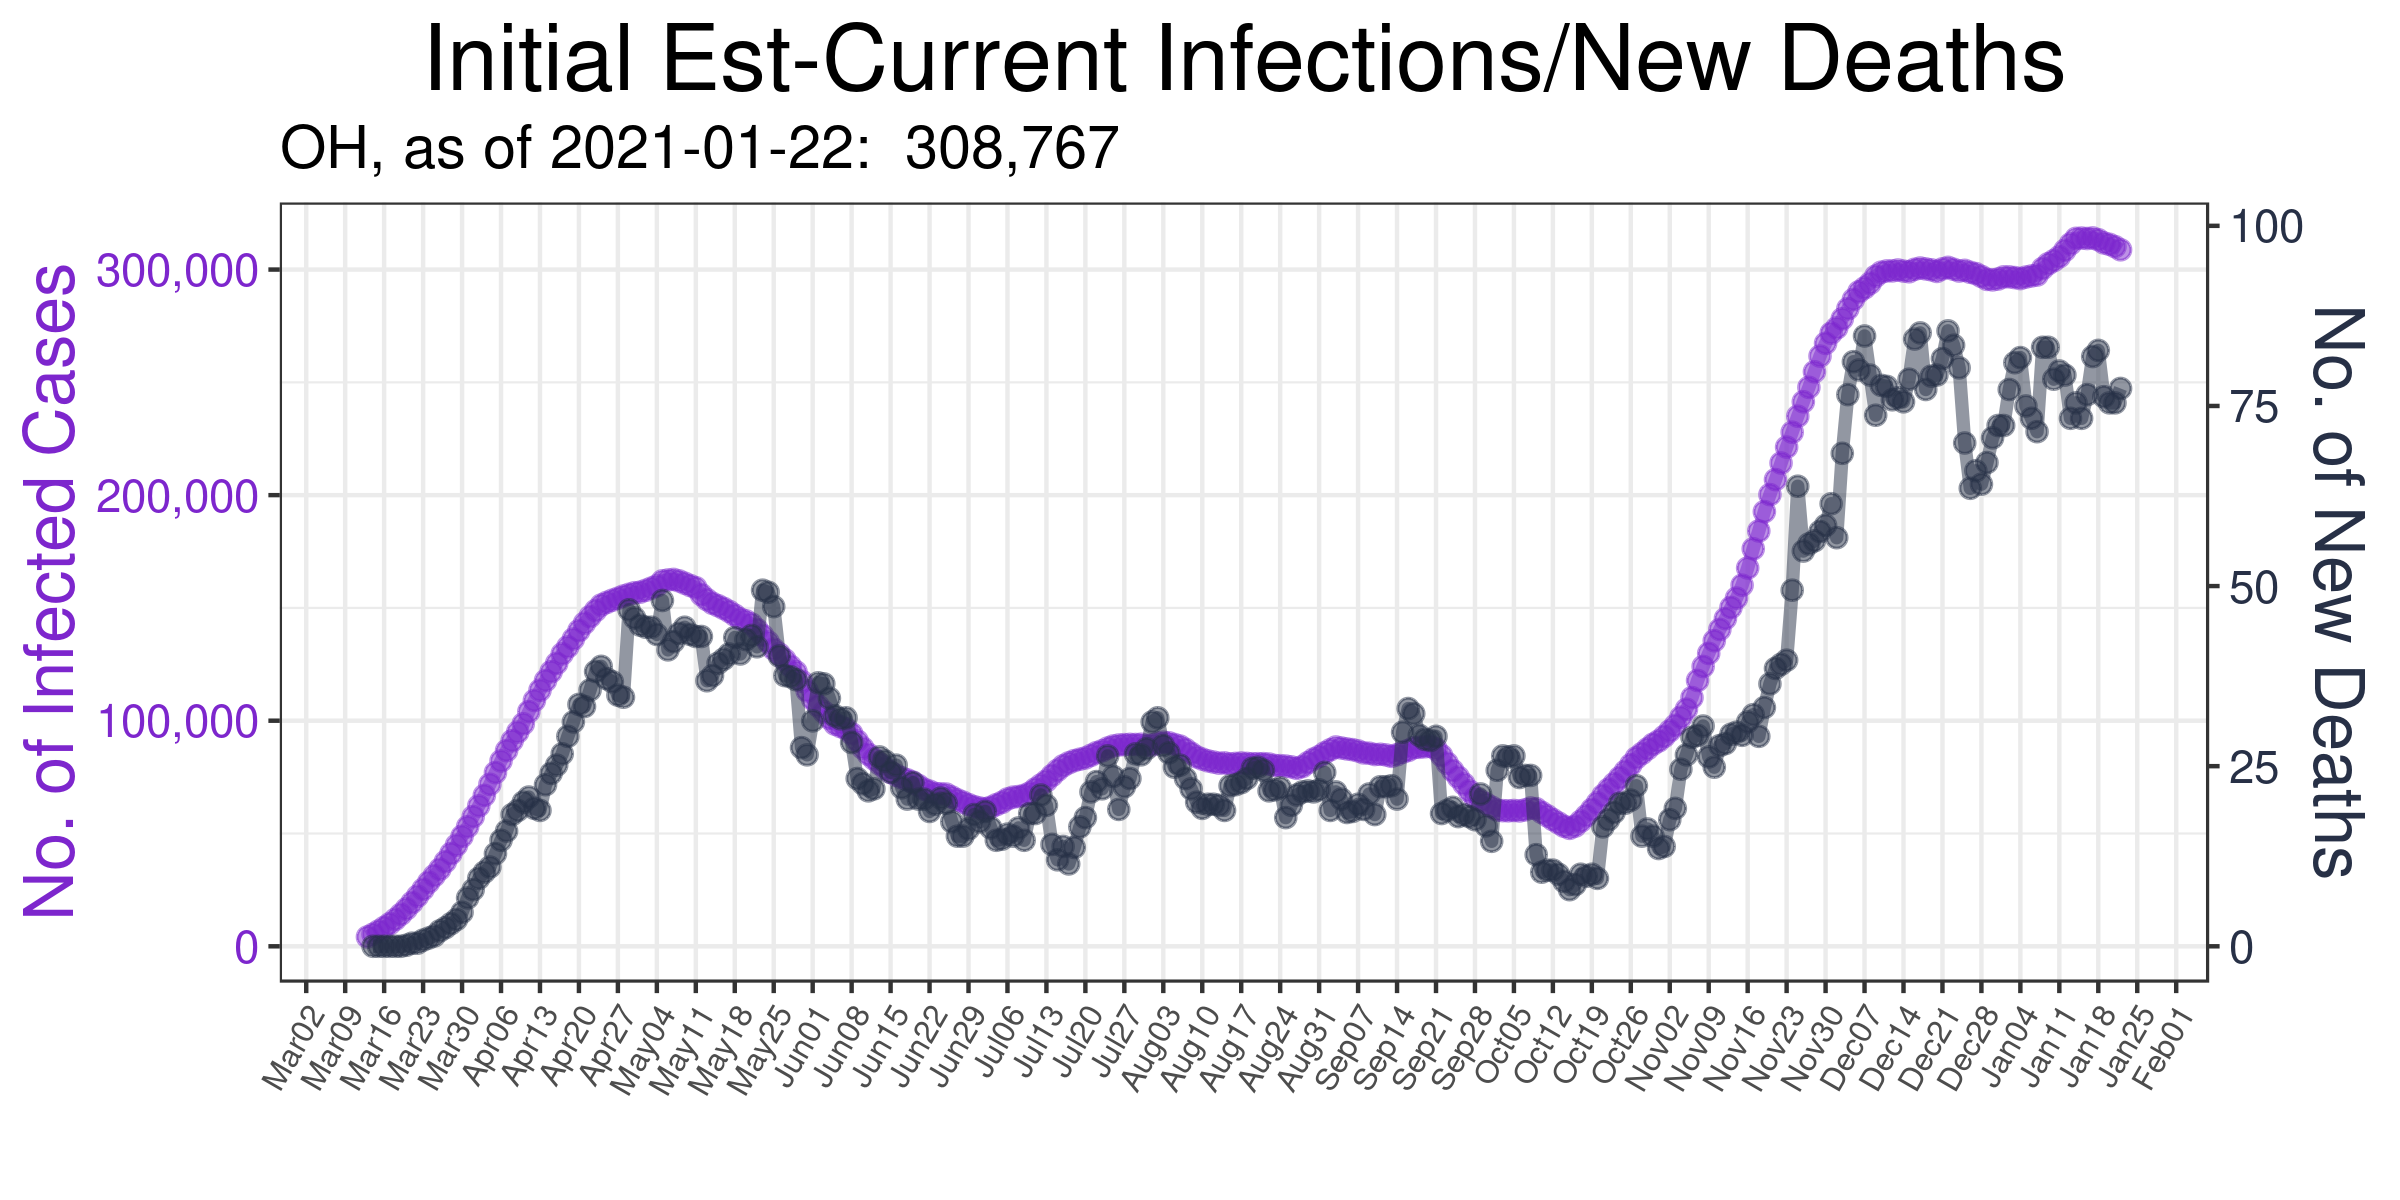 Initial Est-Current Infections/New Deaths
OH, as of 2021-01-22:  308,767
No. of Infected Cases
300,000
200,000
100,000
0
100
75
50
25
0
No. of New Deaths
Mar02
Mar09
Mar16
Mar23
Mar30
Apr06
Apr13
Apr20
Apr27
May04
May11
May18
May25
Jun01
Jun08
Jun15
Jun22
Jun29
Jul06
Jul13
Jul20
Jul27
Aug03
Aug10
Aug17
Aug24
Aug31
Sep07
Sep14
Sep21
Sep28
Oct05
Oct12
Oct19
Oct26
Nov02
Nov09
Nov16
Nov23
Nov30
Dec07
Dec14
Dec21
Dec28
Jan04
Jan11
Jan18
Jan25
Feb01